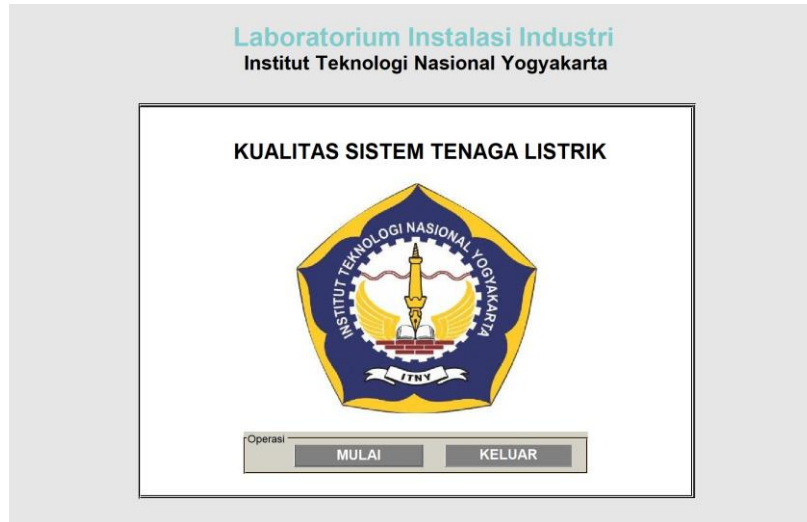 Laboratorium Instalasi Industri
Institut Teknologi Nasional Yogyakarta
KUALITAS SISTEM TENAGA LISTRIK
INSTITUT TEKNOLOGI NASIONAL YOGYAKARTA
ITNY
Operasi
MULAI KELUAR